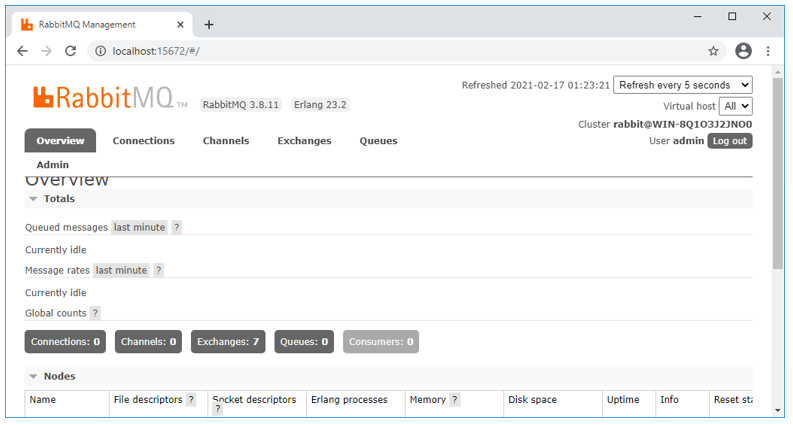 RabbitMQ Management
localhost:15672/#/
Refreshed 2021-02-17 01:23:21 Refresh every 5 seconds
RabbitMQ TM RabbitMQ 3.8.11 Erlang 23.2
Virtual host All
Cluster rabbit@WIN-8Q1O3J2JNO0
User admin Log out
Overview Connections Channels Exchanges Queues
Admin
Overview
Totals
Queued messages last minute ?
Currently idle
Message rates last minute ?
Currently idle
Global counts ?
Connections: 0 Channels: 0 Exchanges: 7 Queues: 0 Consumers: 0
Nodes
Name File descriptors ? Socket descriptors ? Erlang processes Memory ? Disk space Uptime Info Reset sta